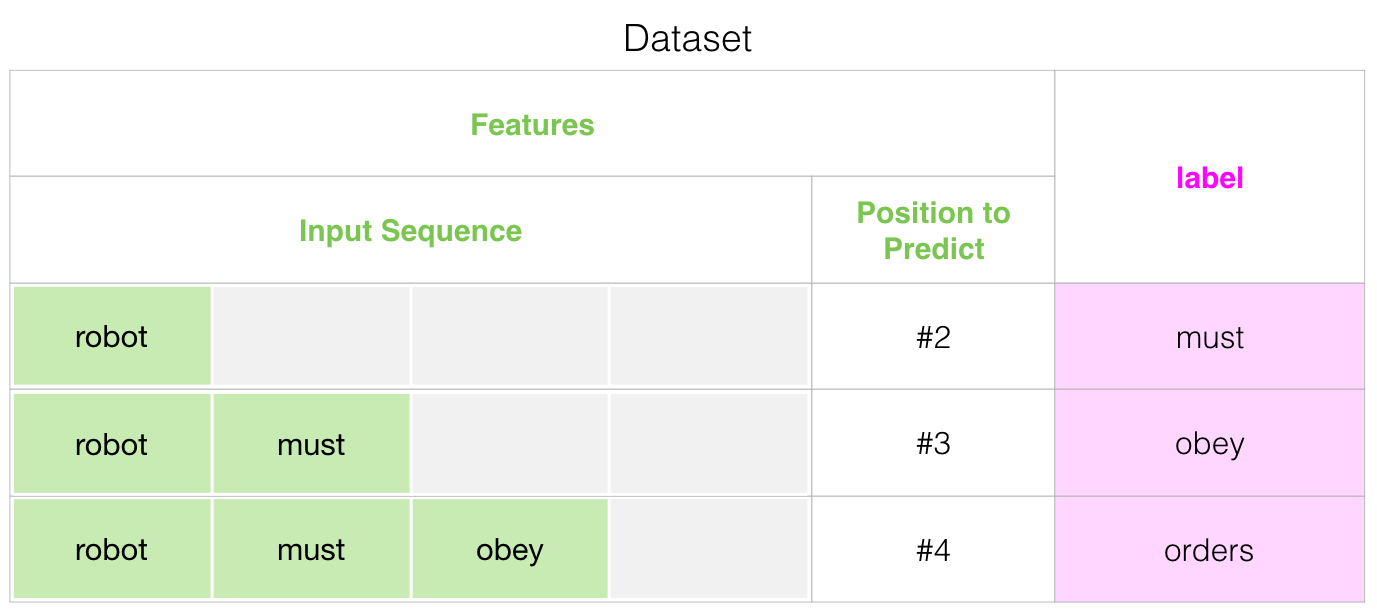 Dataset
Features
label
Input Sequence
Position to
Predict
robot
#2
must
robot
must
#3
obey
robot
must
obey
#4
orders